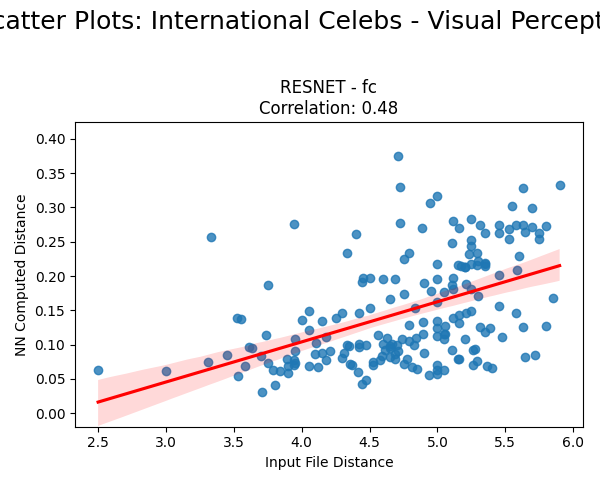 catter Plots: International Celebs - Visual Percept
RESNET - fc
Correlation: 0.48
0.40
0.35
0.30
0.25
0.20
0.15
0.10
0.05
0.00
NN Computed Distance
2.5 3.0 3.5 4.0 4.5 5.0 5.5 6.0
Input File Distance